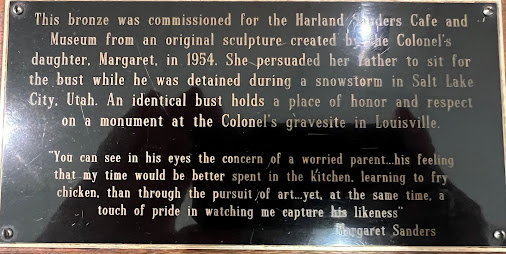 This bronze was commissioned for the Harland Sanders Cafe and
Museum from an original sculpture created by the Colonel's
daughter, Margaret, in 1954. She persuaded her father to sit for
the bust while he was detained during a snowstorm in Salt Lake
City, Utah. An identical bust holds a place of honor and respect
on a monument at the Colonel's gravesite in Louisville.
"You can see in his eyes the concern of a worried parent...his feeling
that my time would be better spent in the kitchen, learning to fry
chicken, than through the pursuit of art...yet, at the same time, a
touch of pride in watching me capture his likeness"
Margaret Sanders